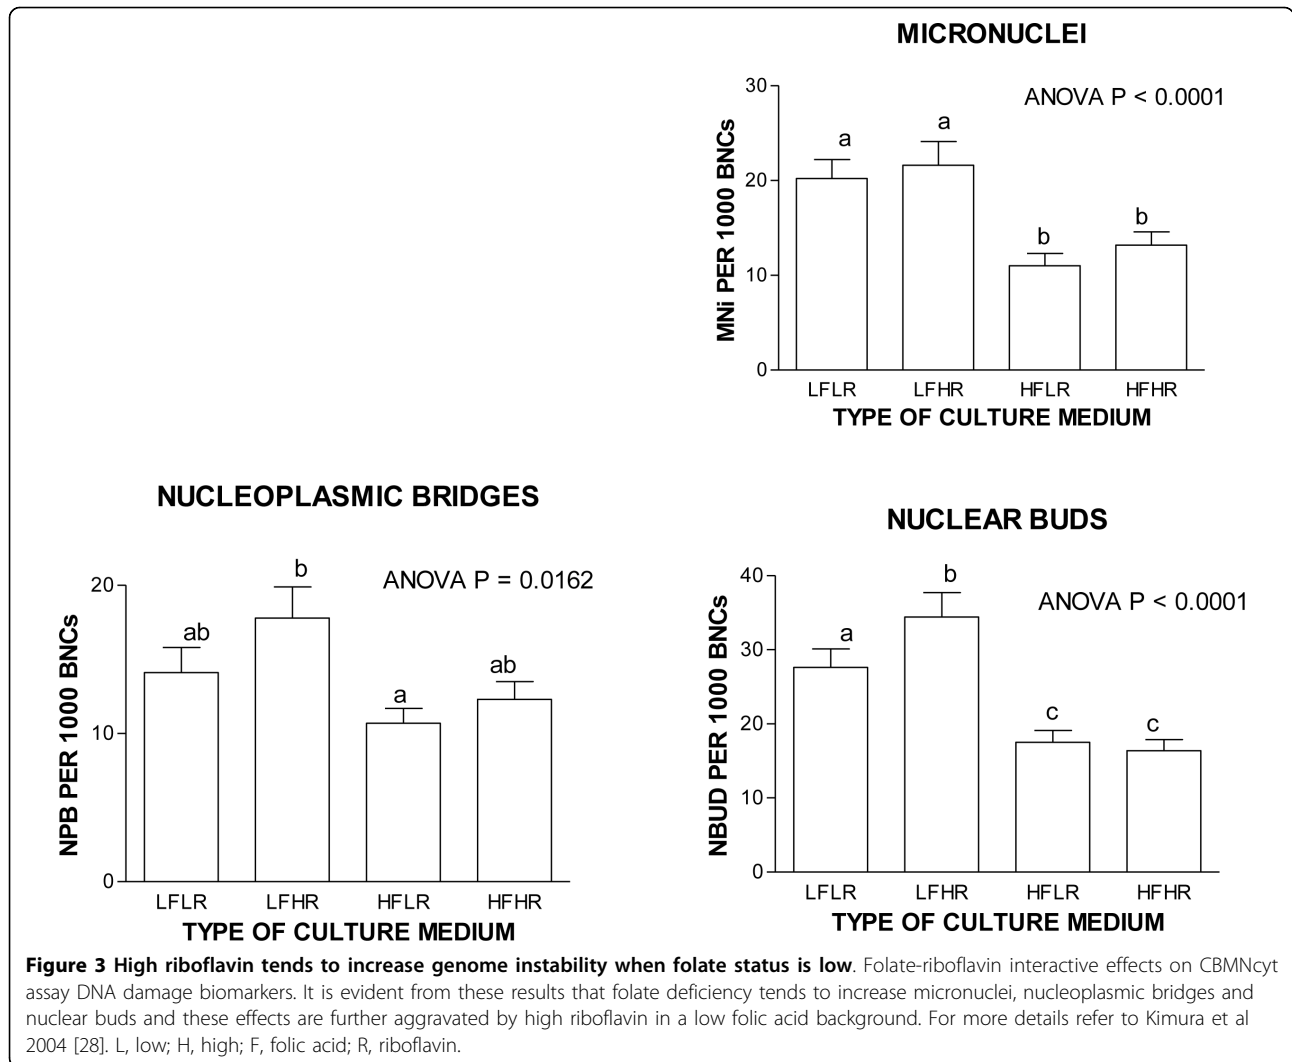 MICRONUCLEI
ANOVA P < 0.0001
MNi PER 1000 BNCs
30
20
10
0
a
a
b
b
LFLR LFHR HFLR HFHR
TYPE OF CULTURE MEDIUM
NUCLEOPLASMIC BRIDGES
ANOVA P = 0.0162
NPB PER 1000 BNCs
20
10
0
ab
b
a
ab
LFLR LFHR HFLR HFHR
TYPE OF CULTURE MEDIUM
NUCLEAR BUDS
ANOVA P < 0.0001
NBUD PER 1000 BNCs
40
30
20
10
0
a
b
c
c
LFLR LFHR HFLR HFHR
TYPE OF CULTURE MEDIUM
Figure 3 High riboflavin tends to increase genome instability when folate status is low. Folate-riboflavin interactive effects on CBMNcyt
assay DNA damage biomarkers. It is evident from these results that folate deficiency tends to increase micronuclei, nucleoplasmic bridges and
nuclear buds and these effects are further aggravated by high riboflavin in a low folic acid background. For more details refer to Kimura et al
2004 [28]. L, low; H, high; F, folic acid; R, riboflavin.